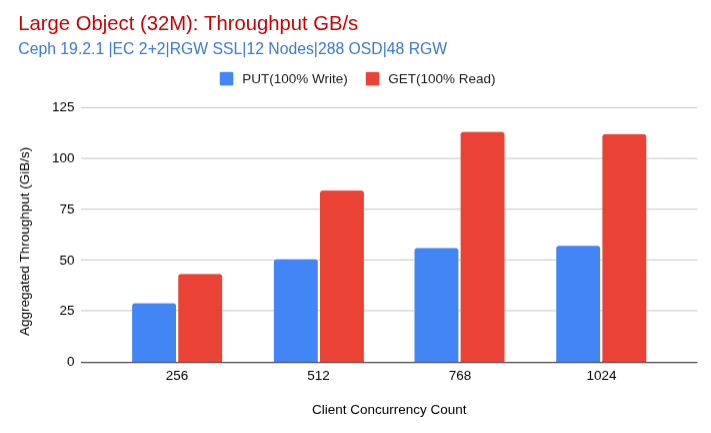 Large Object (32M): Throughput GB/s
Ceph 19.2.1 |EC 2+2|RGW SSL|12 Nodes|288 OSD|48 RGW
PUT(100% Write) GET(100% Read)
Aggregated Throughput (GiB/s)
125
100
75
50
25
0
256 512 768 1024
Client Concurrency Count